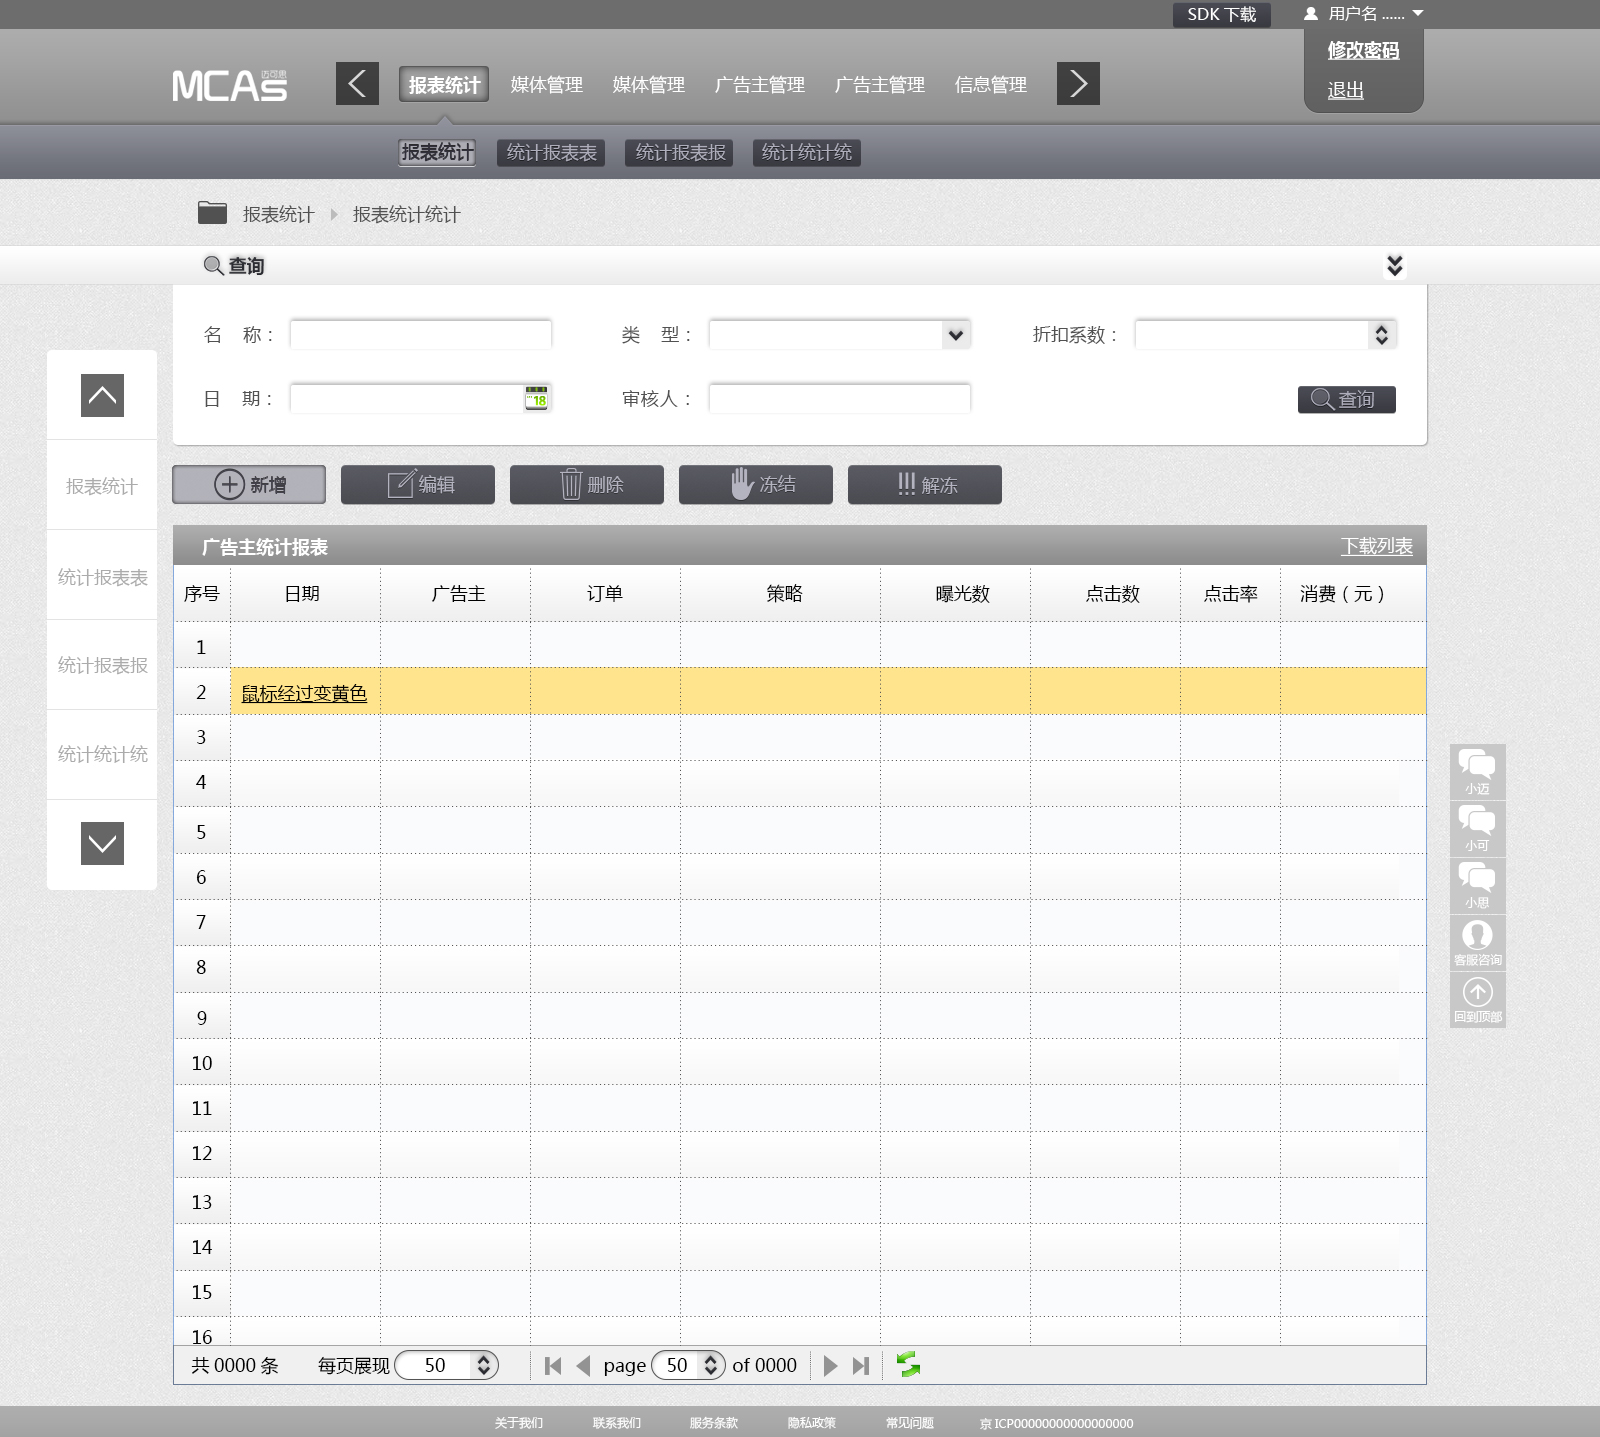 SDK 下载
用户名 ......
修改密码
退出
MCAs 迈可思
报表统计 媒体管理 媒体管理 广告主管理 广告主管理 信息管理
报表统计 统计报表表 统计报表报 统计统计统
报表统计 报表统计统计
查询
名 称： 类 型： 折扣系数：
日 期： 18 审核人： 查询
报表统计
统计报表表
统计报表报
统计统计统
新增 编辑 删除 冻结 解冻
广告主统计报表 下载列表
序号 日期 广告主 订单 策略 曝光数 点击数 点击率 消费（元）
1
2 鼠标经过变黄色
3
4
5
6
7
8
9
10
11
12
13
14
15
16
小迈
小可
小思
客服咨询
回到顶部
共 0000 条 每页展现 50 page 50 of 0000
关于我们 联系我们 服务条款 隐私政策 常见问题 京 ICP00000000000000000